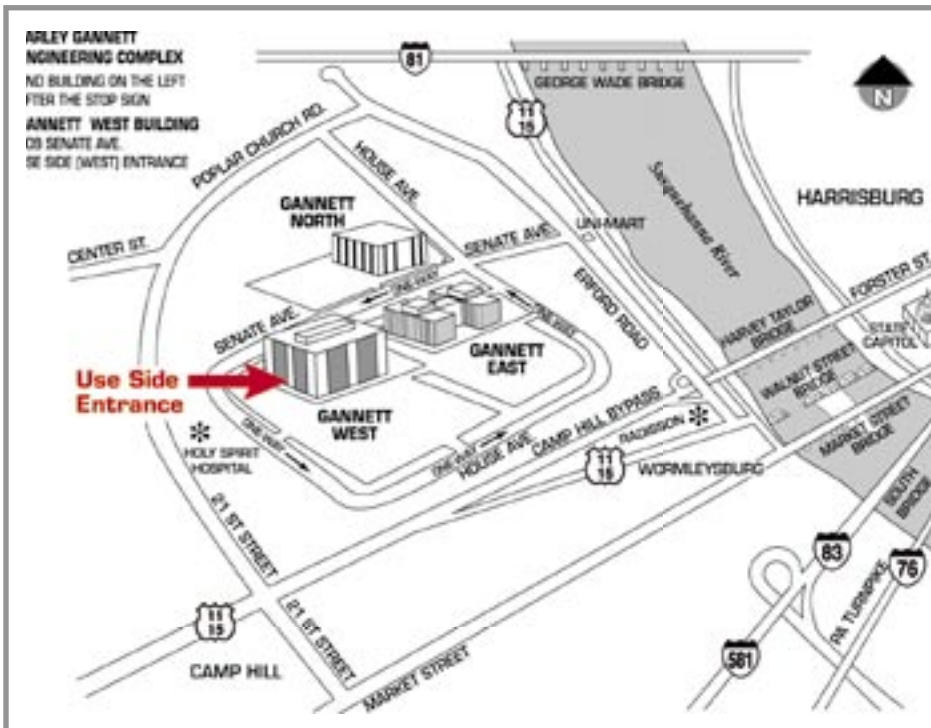 ARLEY GANNETT
NGINEERING COMPLEX
ND BUILDING ON THE LEFT
FTER THE STOP SIGN
ANNETT WEST BUILDING
SENATE AVE.
SE SIDE (WEST) ENTRANCE
81
GEORGE WADE BRIDGE
11
15
N
POPLAR CHURCH RD.
HOUSE AVE.
Susquehanna River
HARRISBURG
GANNETT
NORTH
UNI-MART
SENATE AVE.
CENTER ST.
ONE WAY
FORSTER ST.
ERFORD ROAD
HARVEY TAYLOR
BRIDGE
STATE
CAPITOL
SENATE AVE.
ONE WAY
GANNETT
EAST
WALNUT STREET
BRIDGE
Use Side
Entrance
GANNETT
WEST
CAMP HILL BYPASS
RADISSON
MARKET STREET
BRIDGE
HOLY SPIRIT
HOSPITAL
ONE WAY
ONE WAY
HOUSE AVE.
11
15
WORMLEYSBURG
SOUTH
BRIDGE
21 ST STREET
83
76
PA TURNPIKE
11
15
21 ST STREET
CAMP HILL
MARKET STREET
581